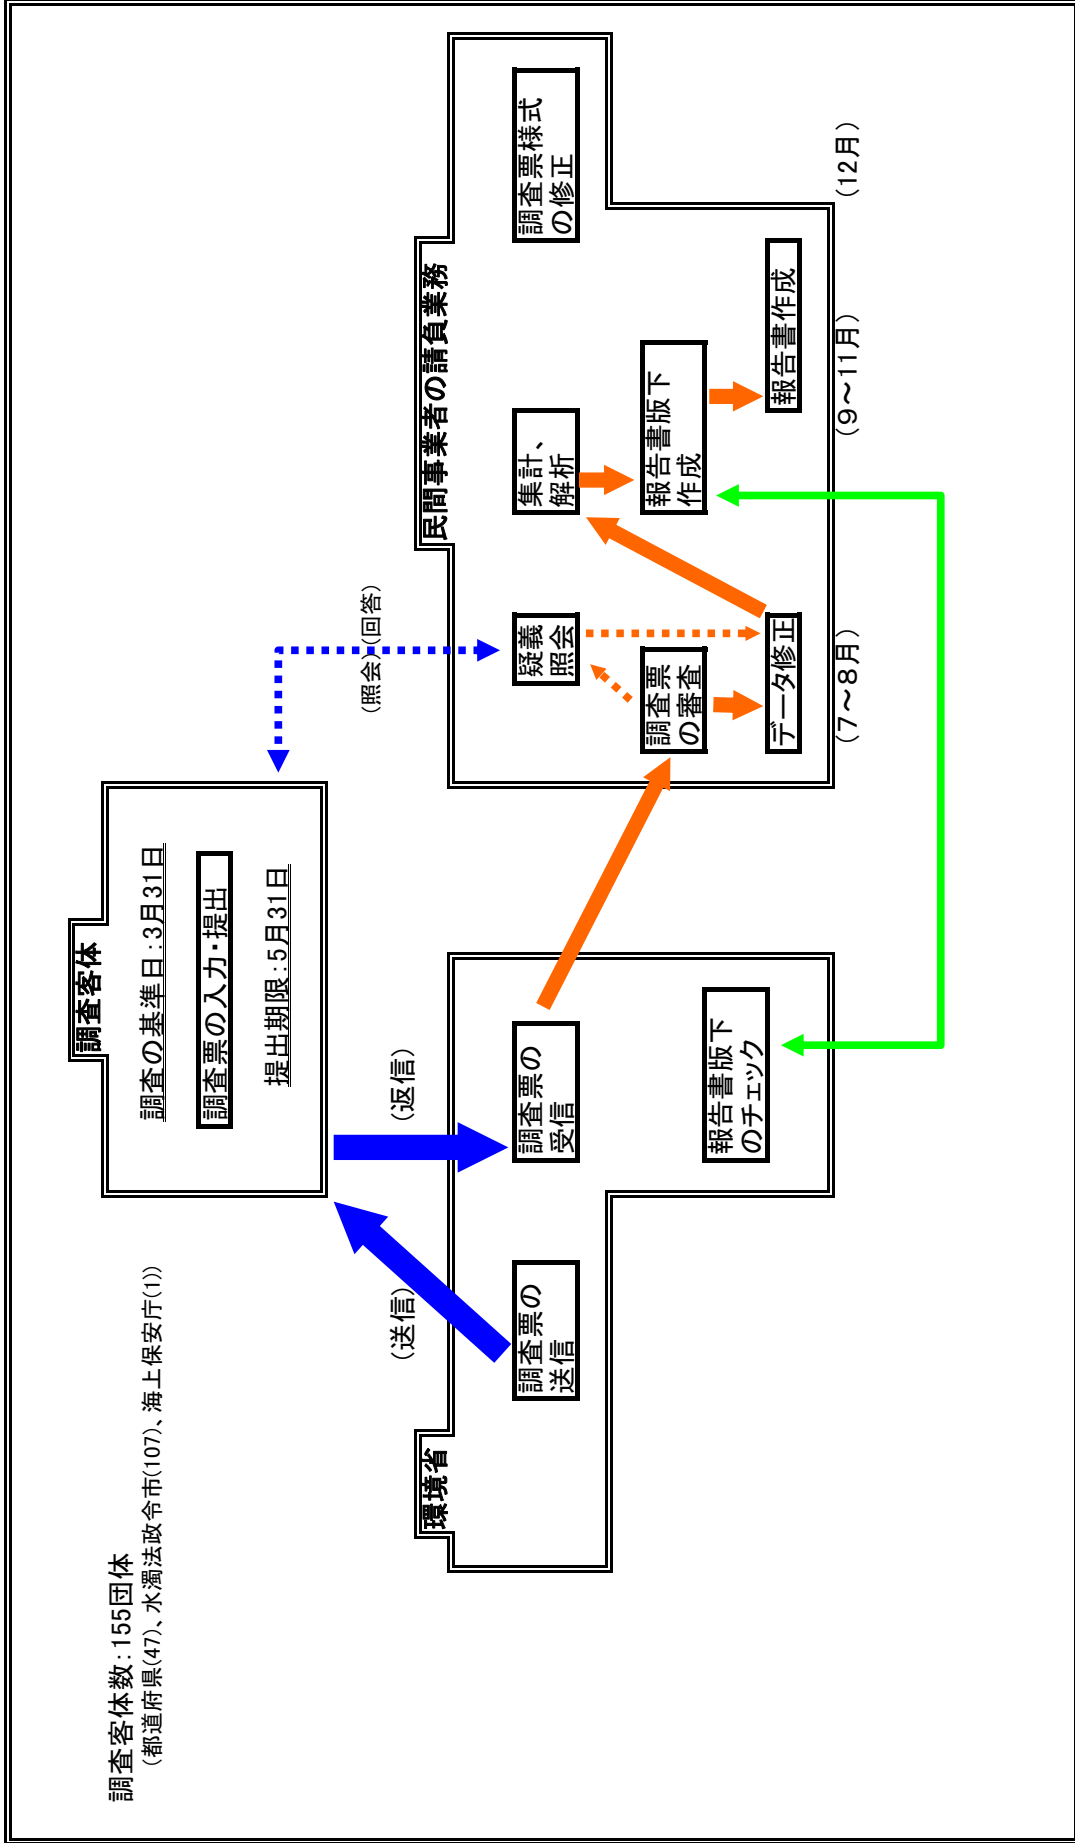 調査客体数：155団体
（都道府県(47)、水濁法政令市(107)、海上保安庁(1)）
調査客体
調査の基準日：3月31日
調査票の入力・提出
提出期限：5月31日
（送信）
（返信）
（照会）（回答）
環境省
調査票の
送信
調査票の
受信
報告書版下
のチェック
民間事業者の請負業務
調査票
の審査
疑義
照会
データ修正
集計、
解析
報告書版下
作成
報告書作成
調査票様式
の修正
（7～8月）
（9～11月）
（12月）